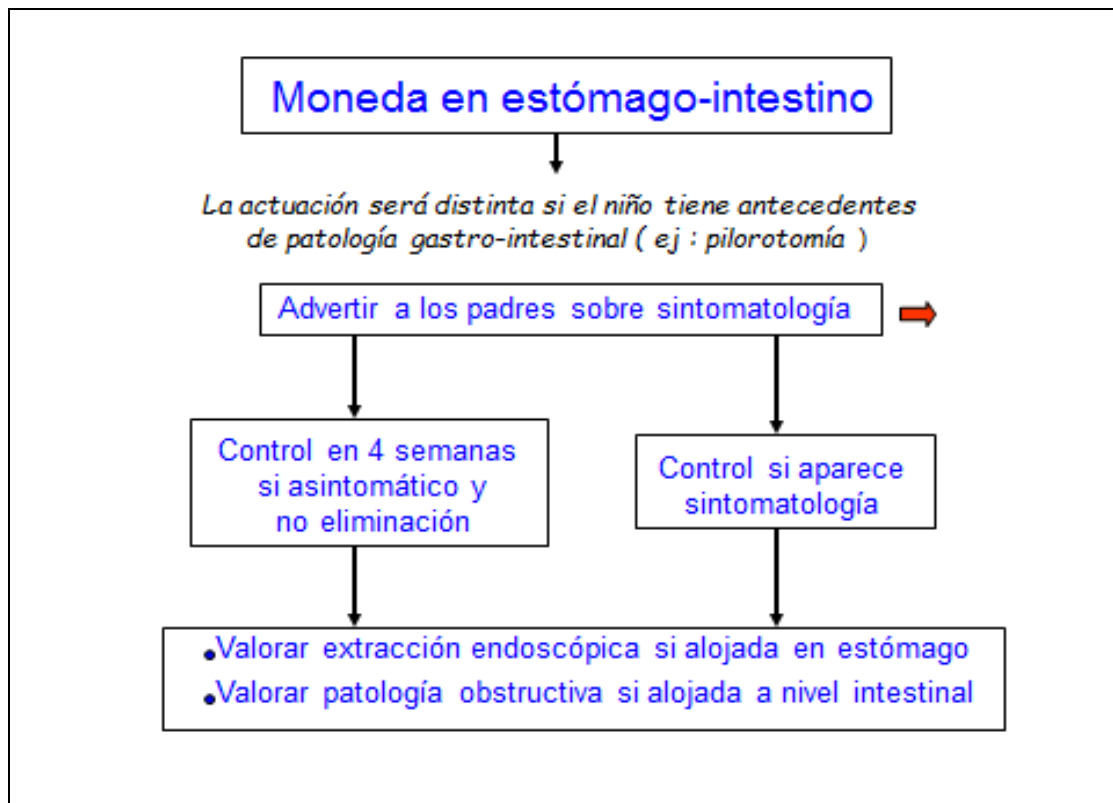 Moneda en estómago-intestino
La actuación será distinta si el niño tiene antecedentes
de patología gastro-intestinal ( ej : pilorotomía )
Advertir a los padres sobre sintomatología
Control en 4 semanas
si asintomático y
no eliminación
Control si aparece
sintomatología
•Valorar extracción endoscópica si alojada en estómago
•Valorar patología obstructiva si alojada a nivel intestinal